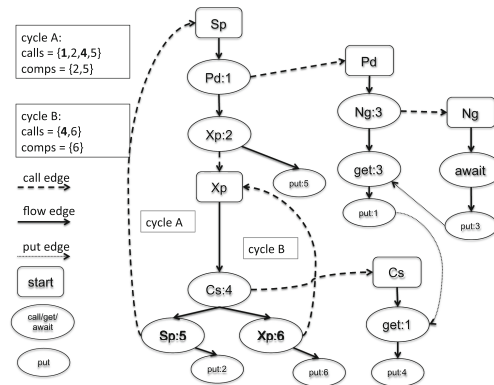 cycle A:
calls = {1,2,4,5}
comps = {2,5}
cycle B:
calls = {4,6}
comps = {6}
call edge
flow edge
put edge
start
call/get/
await
put
Sp
Pd:1
Xp:2
put:5
Xp
cycle A
cycle B
Cs:4
Sp:5
Xp:6
put:2
put:6
Pd
Ng:3
Ng
get:3
await
put:1
put:3
Cs
get:1
put:4